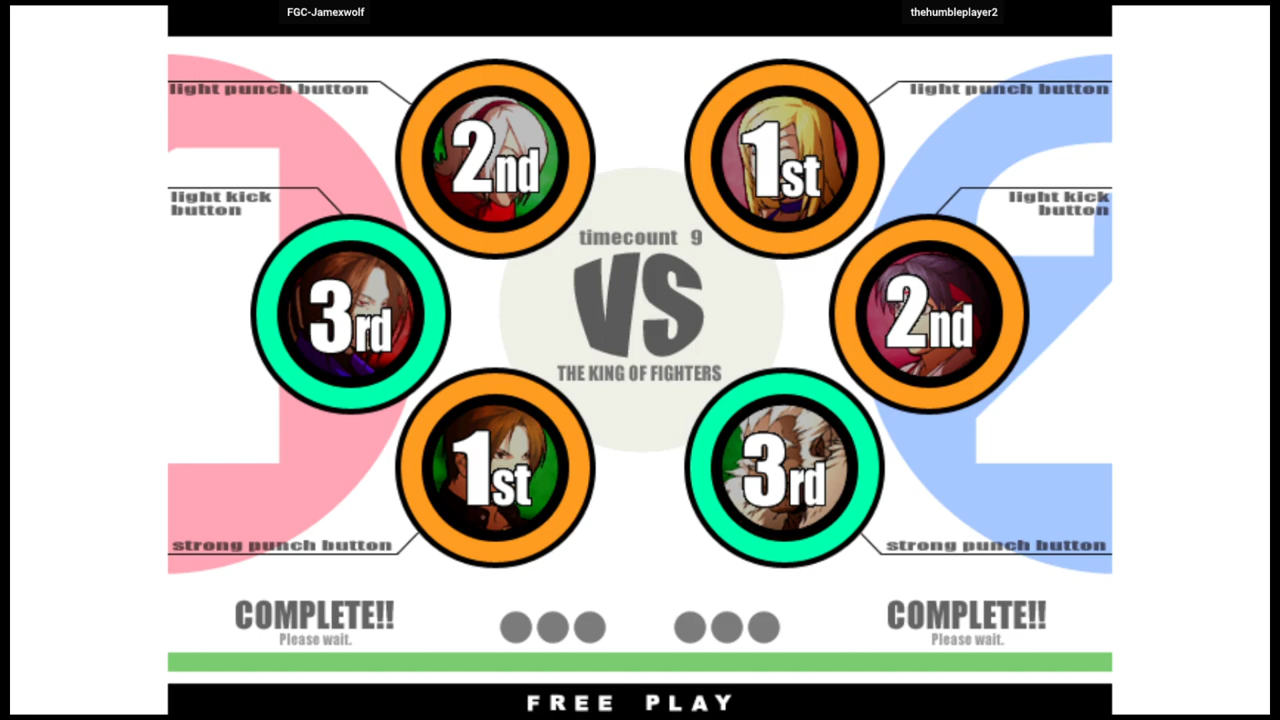 FGC-Jamexwolf
thehumbleplayer2
light punch button
light punch button
2nd
1st
light kick
button
light kick
button
timecount 9
VS
THE KING OF FIGHTERS
3rd
2nd
1st
3rd
strong punch button
strong punch button
COMPLETE!!
Please wait.
COMPLETE!!
Please wait.
FREE PLAY